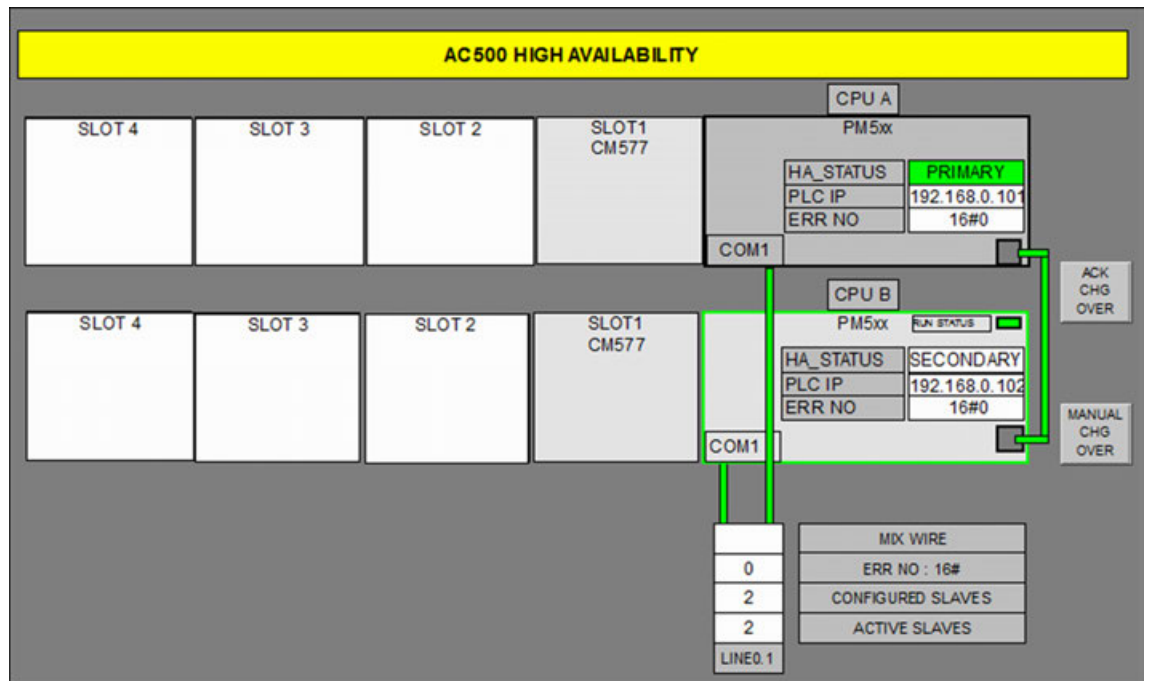 AC500 HIGH AVAILABILITY
CPU A
SLOT 4
SLOT 3
SLOT 2
SLOT1
CM577
PM5xx
HA_STATUS
PRIMARY
PLC IP
192.168.0.101
ERR NO
16#0
COM1
ACK
CHG
OVER
CPU B
SLOT 4
SLOT 3
SLOT 2
SLOT1
CM577
PM5xx
RUN STATUS
HA_STATUS
SECONDARY
PLC IP
192.168.0.102
ERR NO
16#0
COM1
MANUAL
CHG
OVER
MIX WIRE
0
ERR NO : 16#
2
CONFIGURED SLAVES
2
ACTIVE SLAVES
LINE0.1